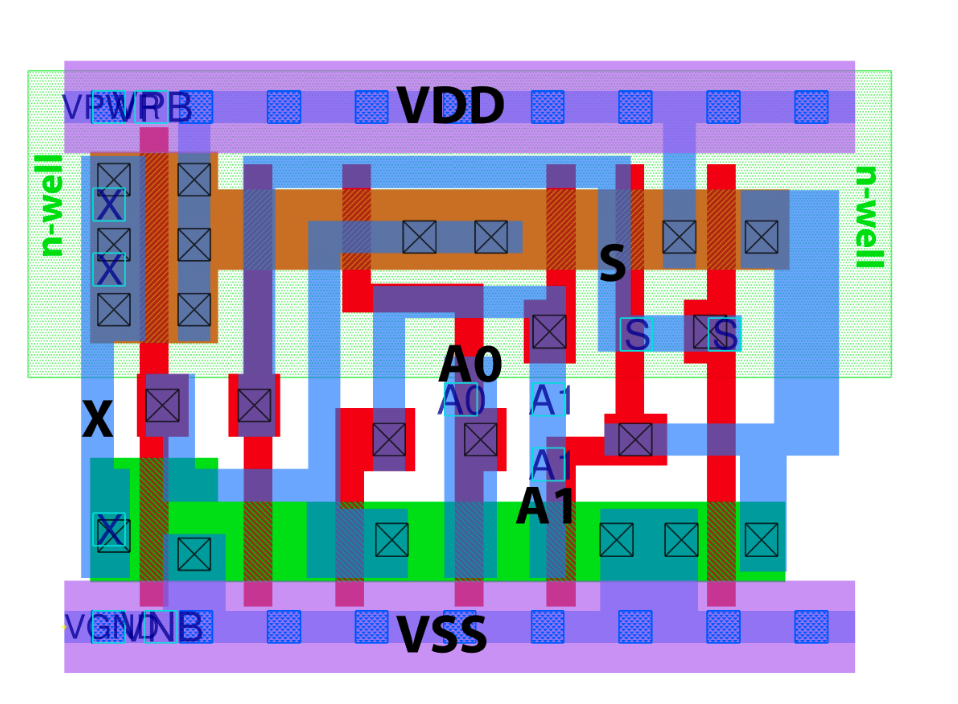 VPWR VPB VDD
n-well
n-well
X
X
S
S S
A0
A0 A1
X
A1
A1
X
VGND VNB VSS